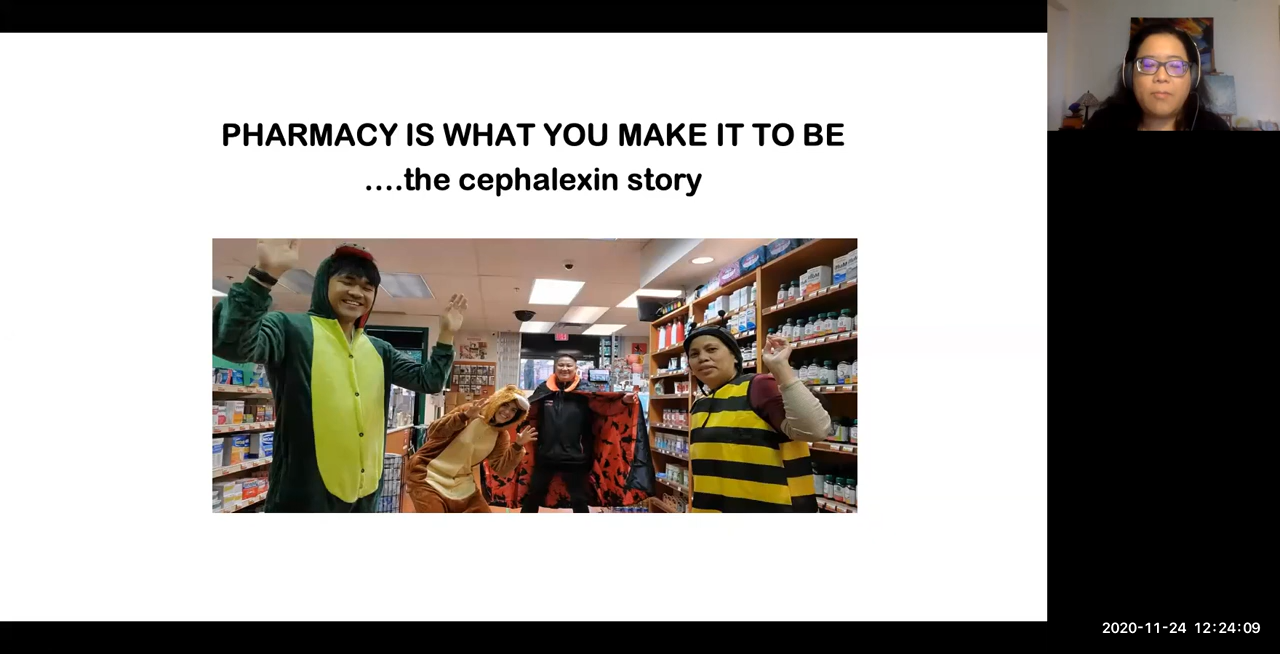 PHARMACY IS WHAT YOU MAKE IT TO BE
....the cephalexin story
2020-11-24 12:24:09